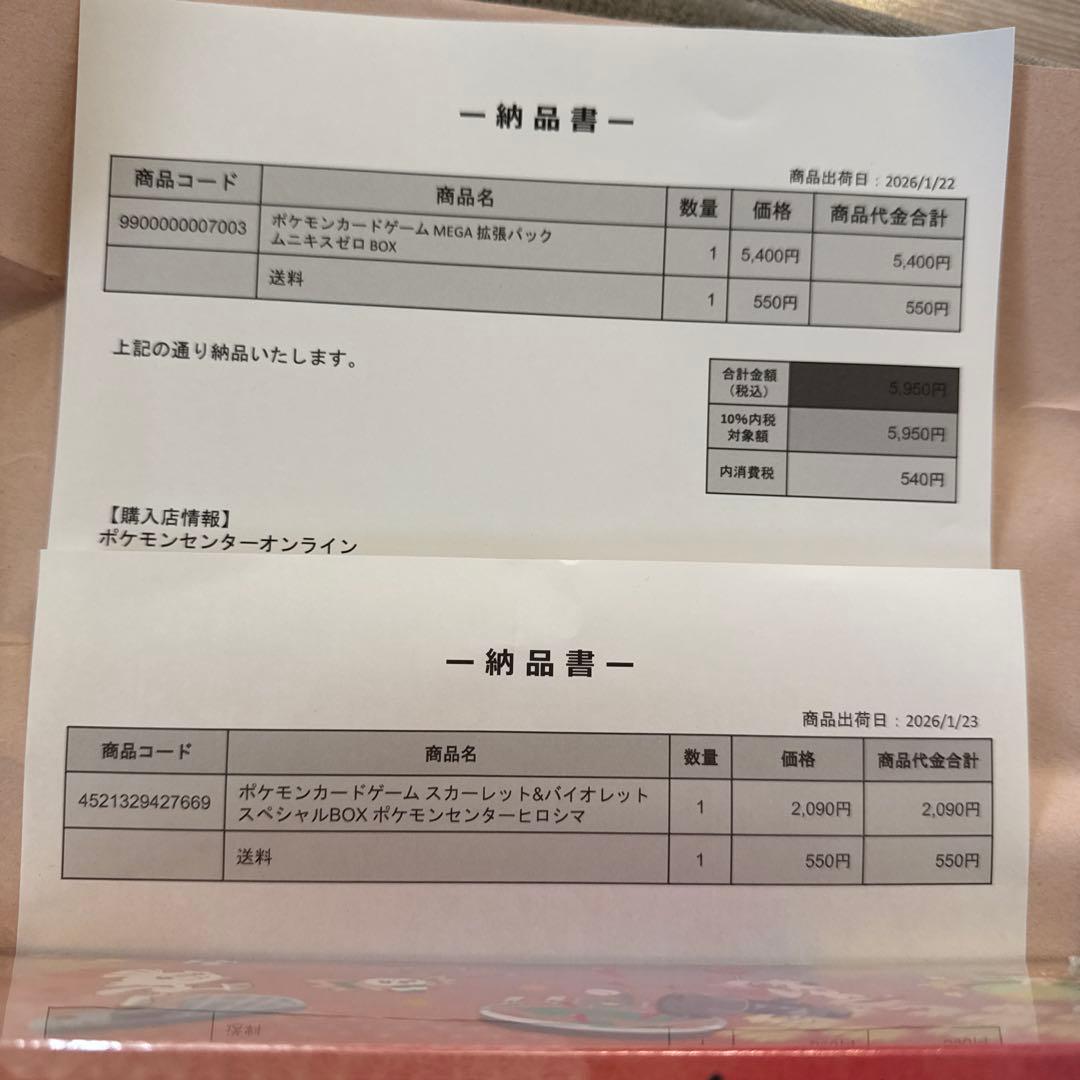 ー納品書ー
商品出荷日：2026/1/22
商品コード 商品名 数量 価格 商品代金合計
9900000007003 ポケモンカードゲーム MEGA 拡張パック
ムニキスゼロ BOX 1 5,400円 5,400円
送料 1 550円 550円
上記の通り納品いたします。
合計金額
（税込） 5,950円
10%内税
対象額 5,950円
内消費税 540円
【購入店情報】
ポケモンセンターオンライン
ー納品書ー
商品出荷日：2026/1/23
商品コード 商品名 数量 価格 商品代金合計
4521329427669 ポケモンカードゲーム スカーレット&バイオレット
スペシャルBOX ポケモンセンターヒロシマ 1 2,090円 2,090円
送料 1 550円 550円